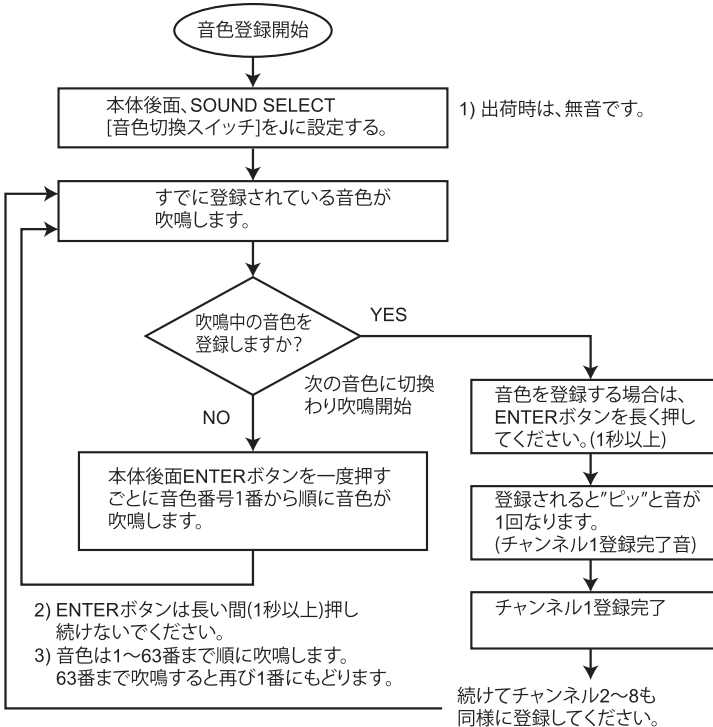 音色登録開始
本体後面、SOUND SELECT
[音色切換スイッチ]をJに設定する。
1) 出荷時は、無音です。
すでに登録されている音色が
吹鳴します。
吹鳴中の音色を
登録しますか？
YES
次の音色に切換
わり吹鳴開始
NO
本体後面ENTERボタンを一度押す
ごとに音色番号1番から順に音色が
吹鳴します。
2) ENTERボタンは長い間(1秒以上)押し
続けないでください。
3) 音色は1～63番まで順に吹鳴します。
63番まで吹鳴すると再び1番にもどります。
音色を登録する場合は、
ENTERボタンを長く押し
てください。(1秒以上)
登録されると"ピッ"と音が
1回なります。
(チャンネル1登録完了音)
チャンネル1登録完了
続けてチャンネル2～8も
同様に登録してください。